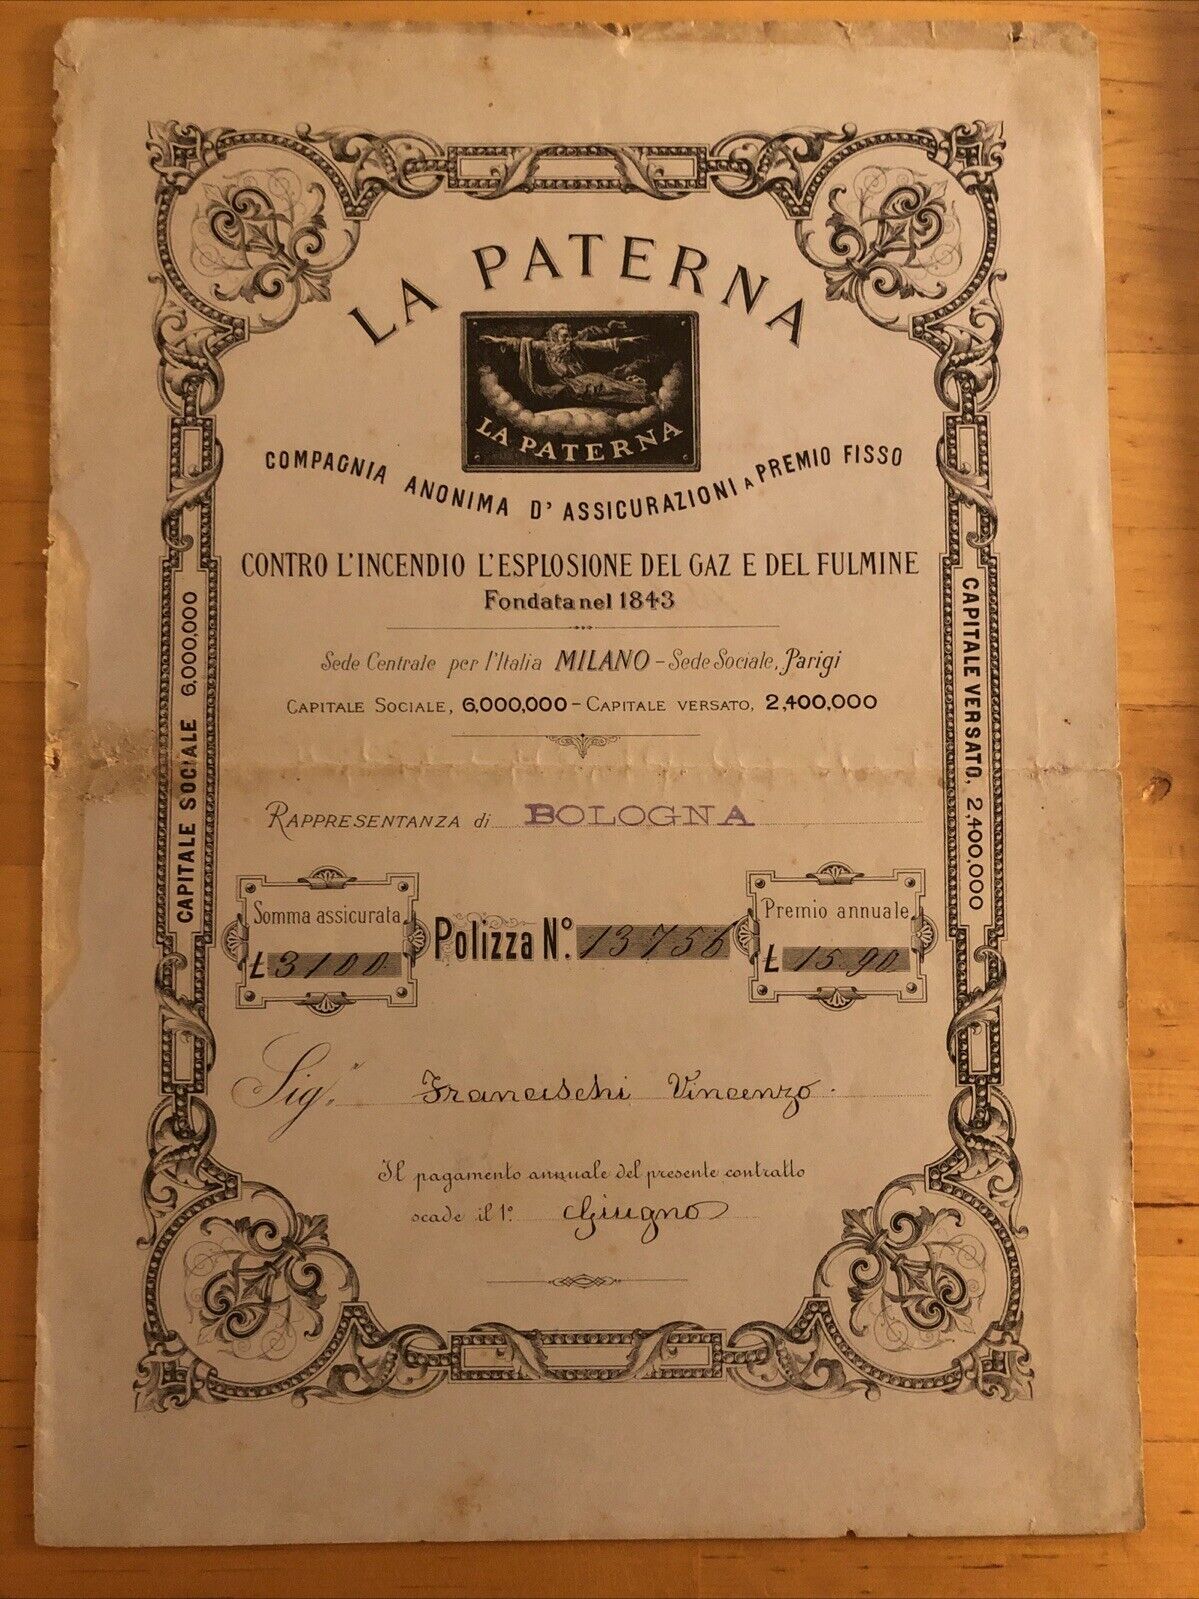 LA PATERNA
LA PATERNA
COMPAGNIA ANONIMA D'ASSICURAZIONI A PREMIO FISSO
CONTRO L'INCENDIO L'ESPLOSIONE DEL GAZ E DEL FULMINE
Fondata nel 1843
Sede Centrale per l'Italia MILANO - Sede Sociale, Parigi
CAPITALE SOCIALE, 6,000,000 - CAPITALE VERSATO, 2,400,000
CAPITALE SOCIALE 6,000,000
CAPITALE VERSATO, 2,400,000
RAPPRESENTANZA di BOLOGNA
Somma assicurata
£ 3100
Polizza N.º 13756
Premio annuale
£ 15.90
Sig.r Franceschi Vincenzo
Il pagamento annuale del presente contratto
scade il 1º Giugno